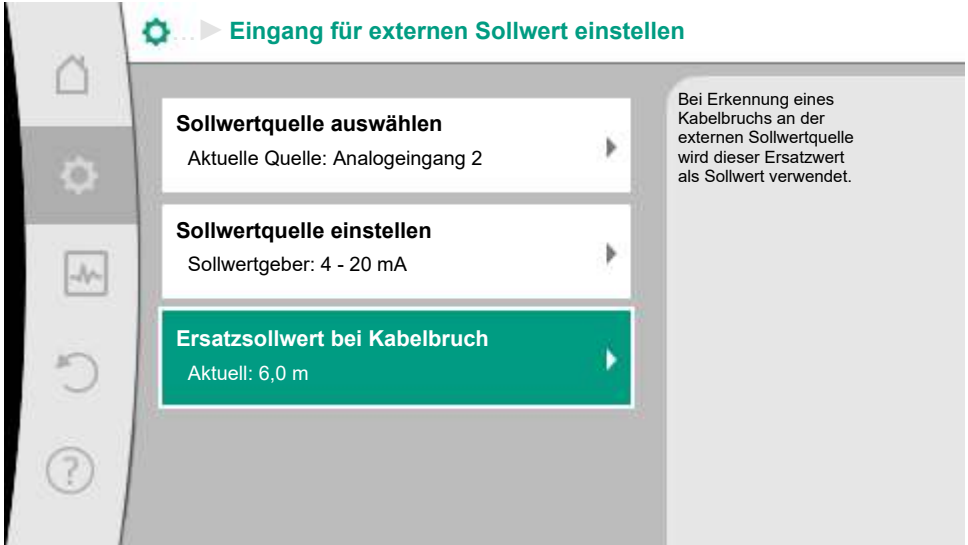 Eingang für externen Sollwert einstellen
Sollwertquelle auswählen
Aktuelle Quelle: Analogeingang 2
Sollwertquelle einstellen
Sollwertgeber: 4 - 20 mA
Ersatzsollwert bei Kabelbruch
Aktuell: 6,0 m
Bei Erkennung eines
Kabelbruchs an der
externen Sollwertquelle
wird dieser Ersatzwert
als Sollwert verwendet.